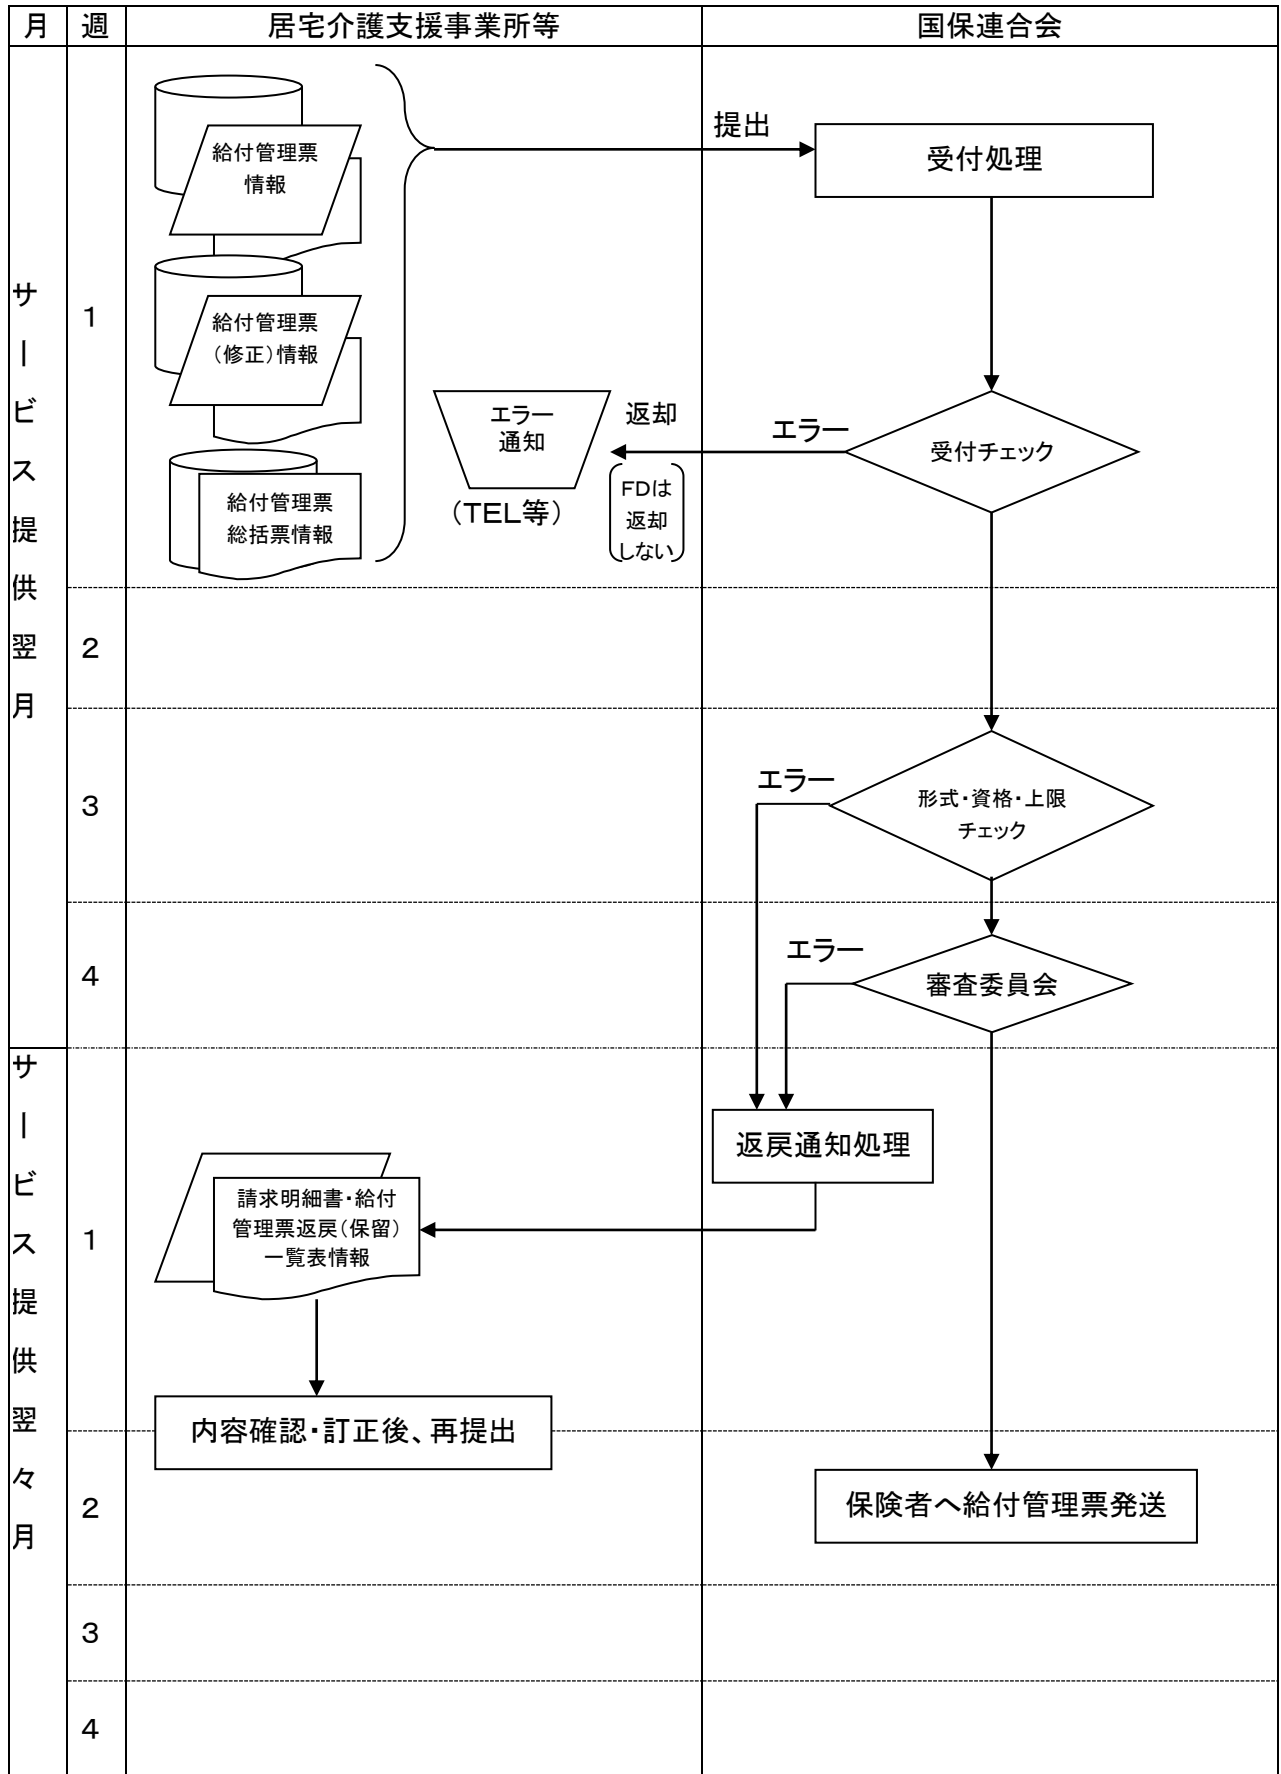 月 週 居宅介護支援事業所等 国保連合会
サービス提供翌月
1
給付管理票
情報
給付管理票
（修正）情報
給付管理票
総括票情報
提出
受付処理
受付チェック
エラー
返却
エラー
通知
（TEL等）
FDは
返却
しない
2
3
形式・資格・上限
チェック
エラー
4
審査委員会
エラー
サービス提供翌々月
1
返戻通知処理
請求明細書・給付
管理票返戻（保留）
一覧表情報
内容確認・訂正後、再提出
2
保険者へ給付管理票発送
3
4